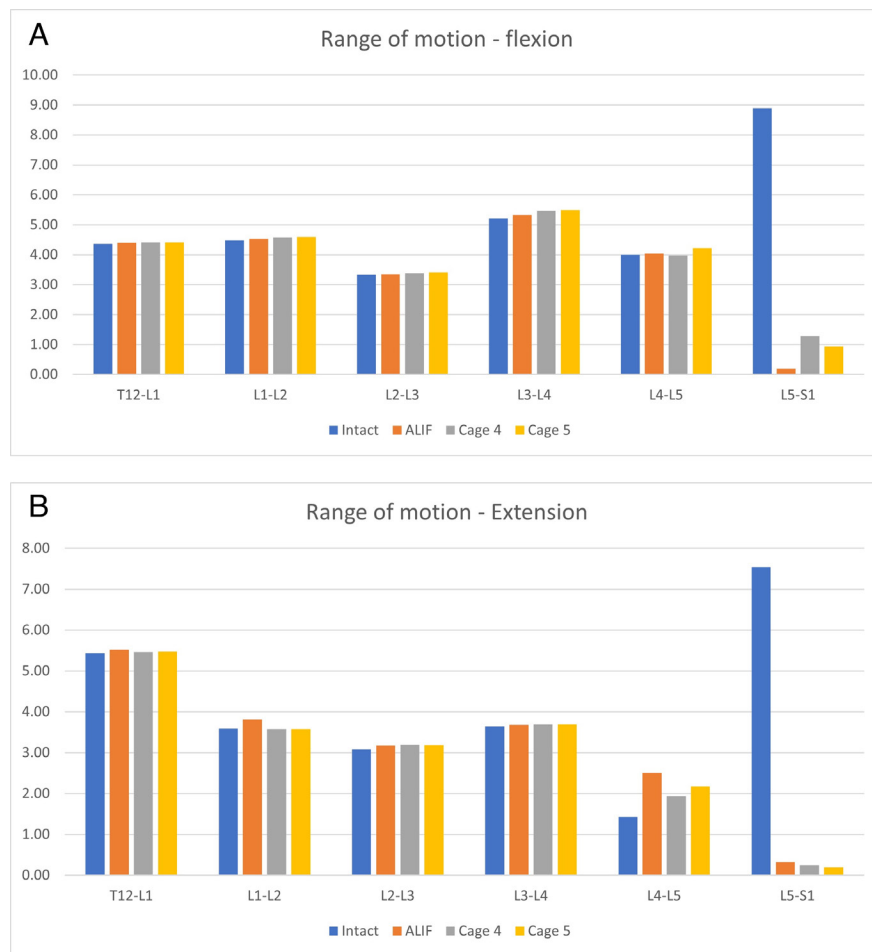 A
Range of motion - flexion
10.00
9.00
8.00
7.00
6.00
5.00
4.00
3.00
2.00
1.00
0.00
T12-L1 L1-L2 L2-L3 L3-L4 L4-L5 L5-S1
Intact ALIF Cage 4 Cage 5
B
Range of motion - Extension
8.00
7.00
6.00
5.00
4.00
3.00
2.00
1.00
0.00
T12-L1 L1-L2 L2-L3 L3-L4 L4-L5 L5-S1
Intact ALIF Cage 4 Cage 5